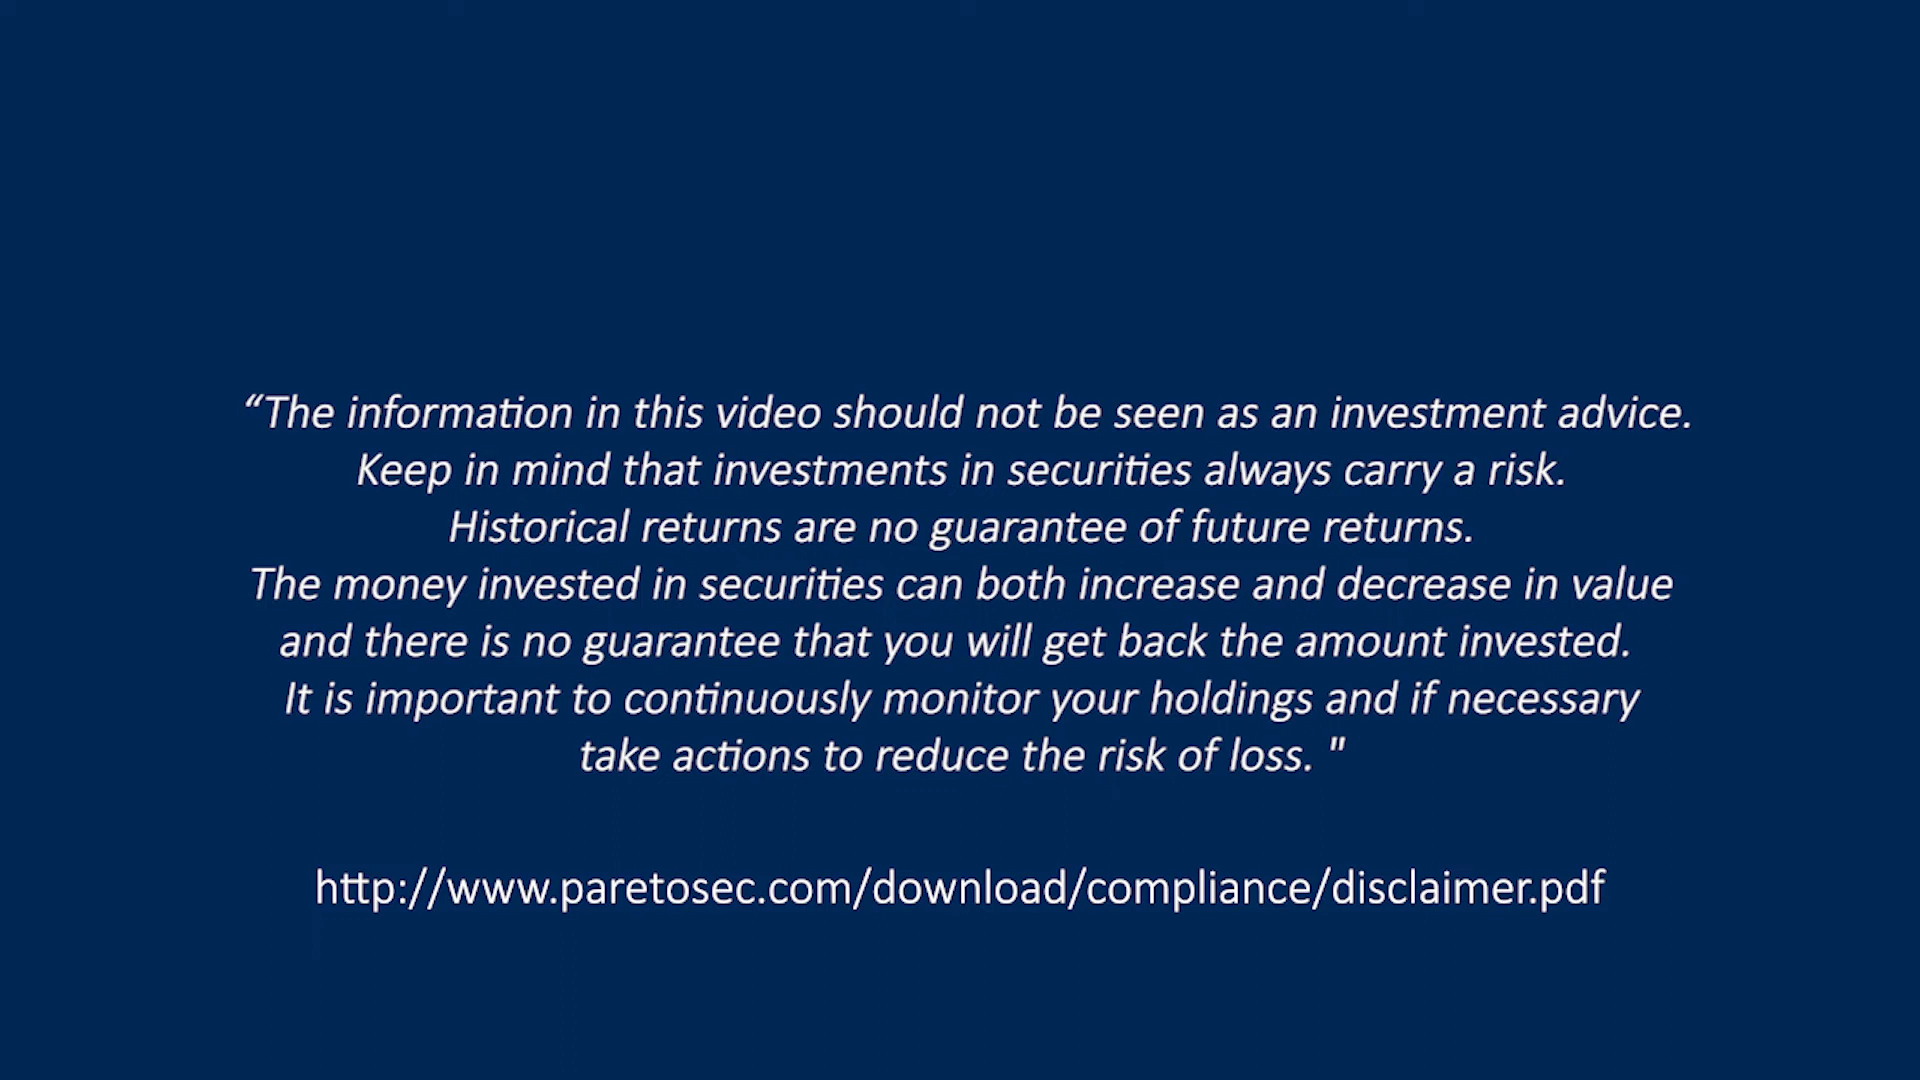 “The information in this video should not be seen as an investment advice.
Keep in mind that investments in securities always carry a risk.
Historical returns are no guarantee of future returns.
The money invested in securities can both increase and decrease in value
and there is no guarantee that you will get back the amount invested.
It is important to continuously monitor your holdings and if necessary
take actions to reduce the risk of loss. "
http://www.paretosec.com/download/compliance/disclaimer.pdf